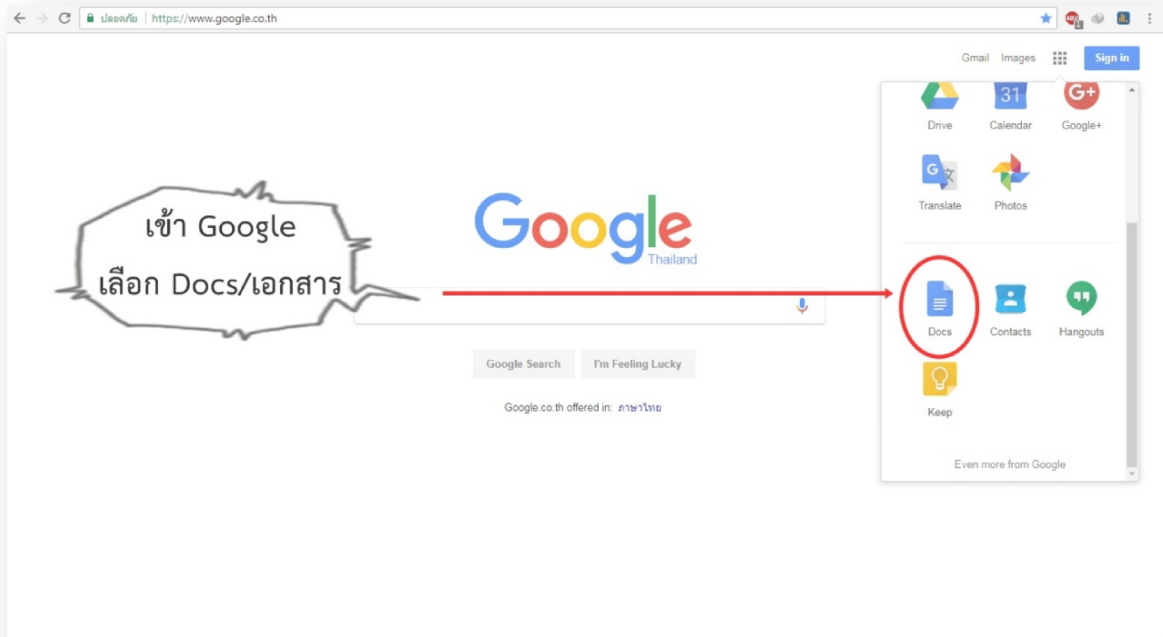 ปลอดภัย | https://www.google.co.th
Gmail Images Sign in
31 G+
Drive Calendar Google+
G 文
Translate Photos
เข้า Google
เลือก Docs/เอกสาร
Google
Thailand
Docs Contacts Hangouts
Google Search I'm Feeling Lucky
Keep
Google.co.th offered in: ภาษาไทย
Even more from Google